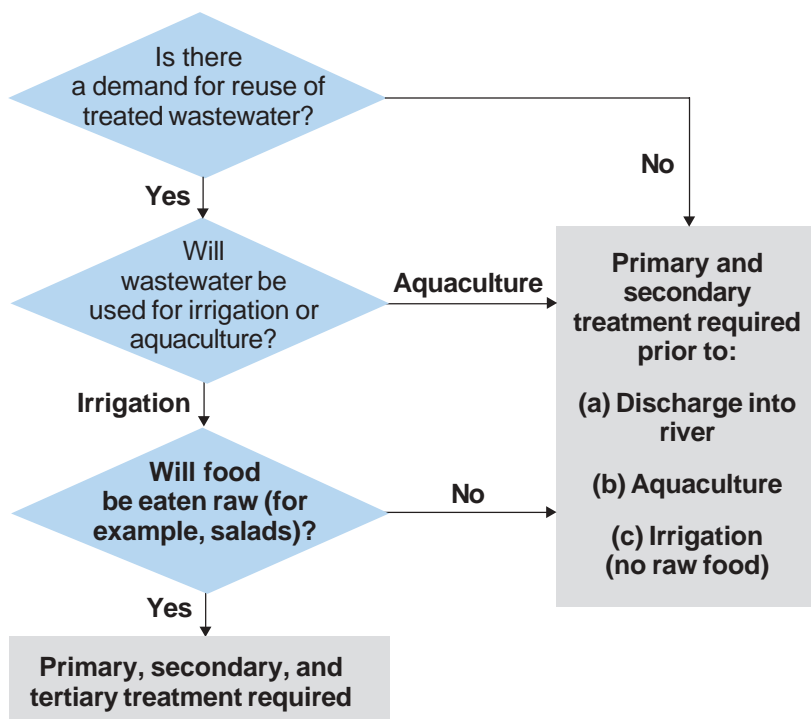 Is there
a demand for reuse of
treated wastewater?
No
Yes
Will
wastewater be
used for irrigation or
aquaculture?
Aquaculture
Primary and
secondary
treatment required
prior to:
(a) Discharge into
river
(b) Aquaculture
(c) Irrigation
(no raw food)
Irrigation
Will food
be eaten raw (for
example, salads)?
No
Yes
Primary, secondary, and
tertiary treatment required